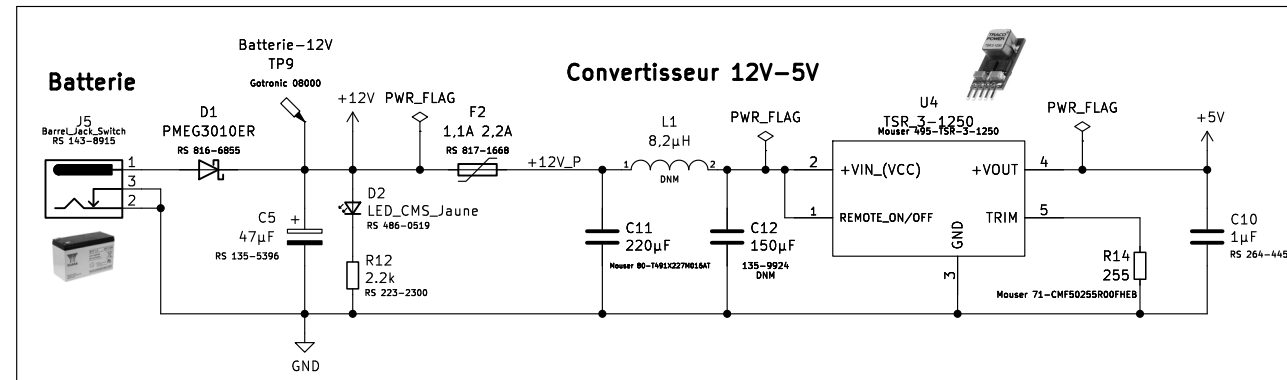 Batterie
Convertisseur 12V-5V
Batterie-12V
TP9
Gotronic 08000
J5
Barrel_Jack_Switch
RS 143-8915
1
3
2
D1
PMEG3010ER
RS 816-6855
+12V
PWR_FLAG
F2
1,1A 2,2A
RS 817-1668
+12V_P
C5
+
47µF
RS 135-5396
D2
LED_CMS_Jaune
RS 486-0519
R12
2.2k
RS 223-2300
GND
L1
8,2µH
1
2
DNM
C11
220µF
Mouser 80-T491X227M016AT
PWR_FLAG
C12
150µF
135-9924
DNM
TRACO
POWER
U4
TSR_3-1250
Mouser 495-TSR-3-1250
2
+VIN_(VCC)
1
REMOTE_ON/OFF
GND
3
+VOUT
4
TRIM
5
PWR_FLAG
R14
255
Mouser 71-CMF50255R00FHEB
+5V
C10
1µF
RS 264-445